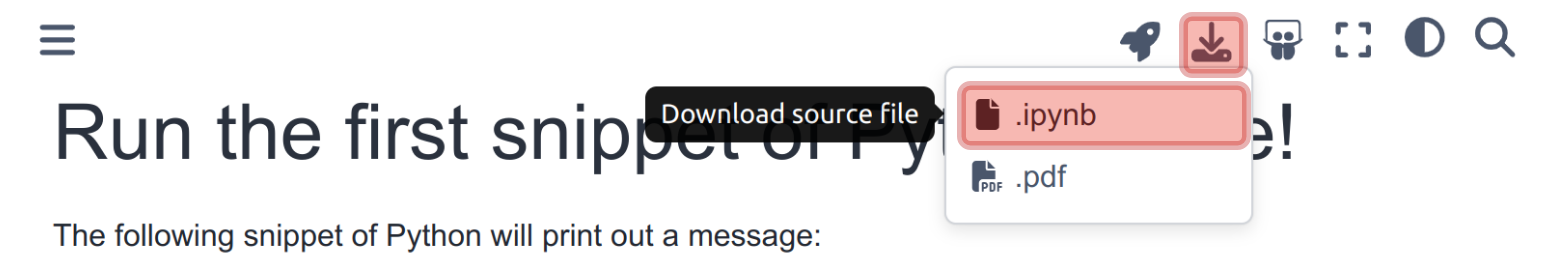 Run the first snippet of Py e!
Download source file
.ipynb
PDF .pdf
The following snippet of Python will print out a message: